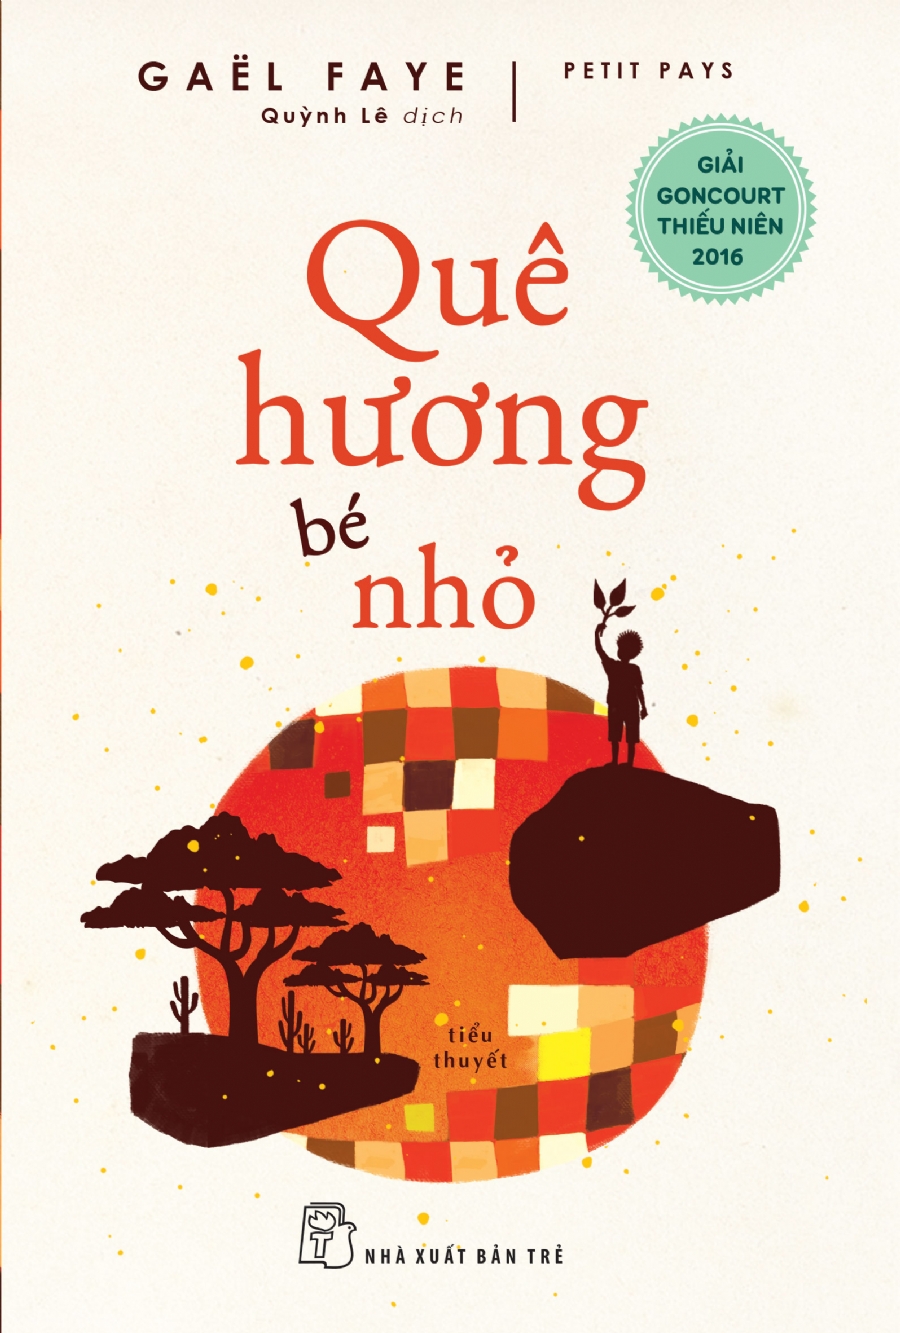 GAËL FAYE
Quỳnh Lê dịch
PETIT PAYS
GIẢI
GONCOURT
THIẾU NIÊN
2016
Quê
hương
bé
nhỏ
tiểu
thuyết
T
NHÀ XUẤT BẢN TRẺ